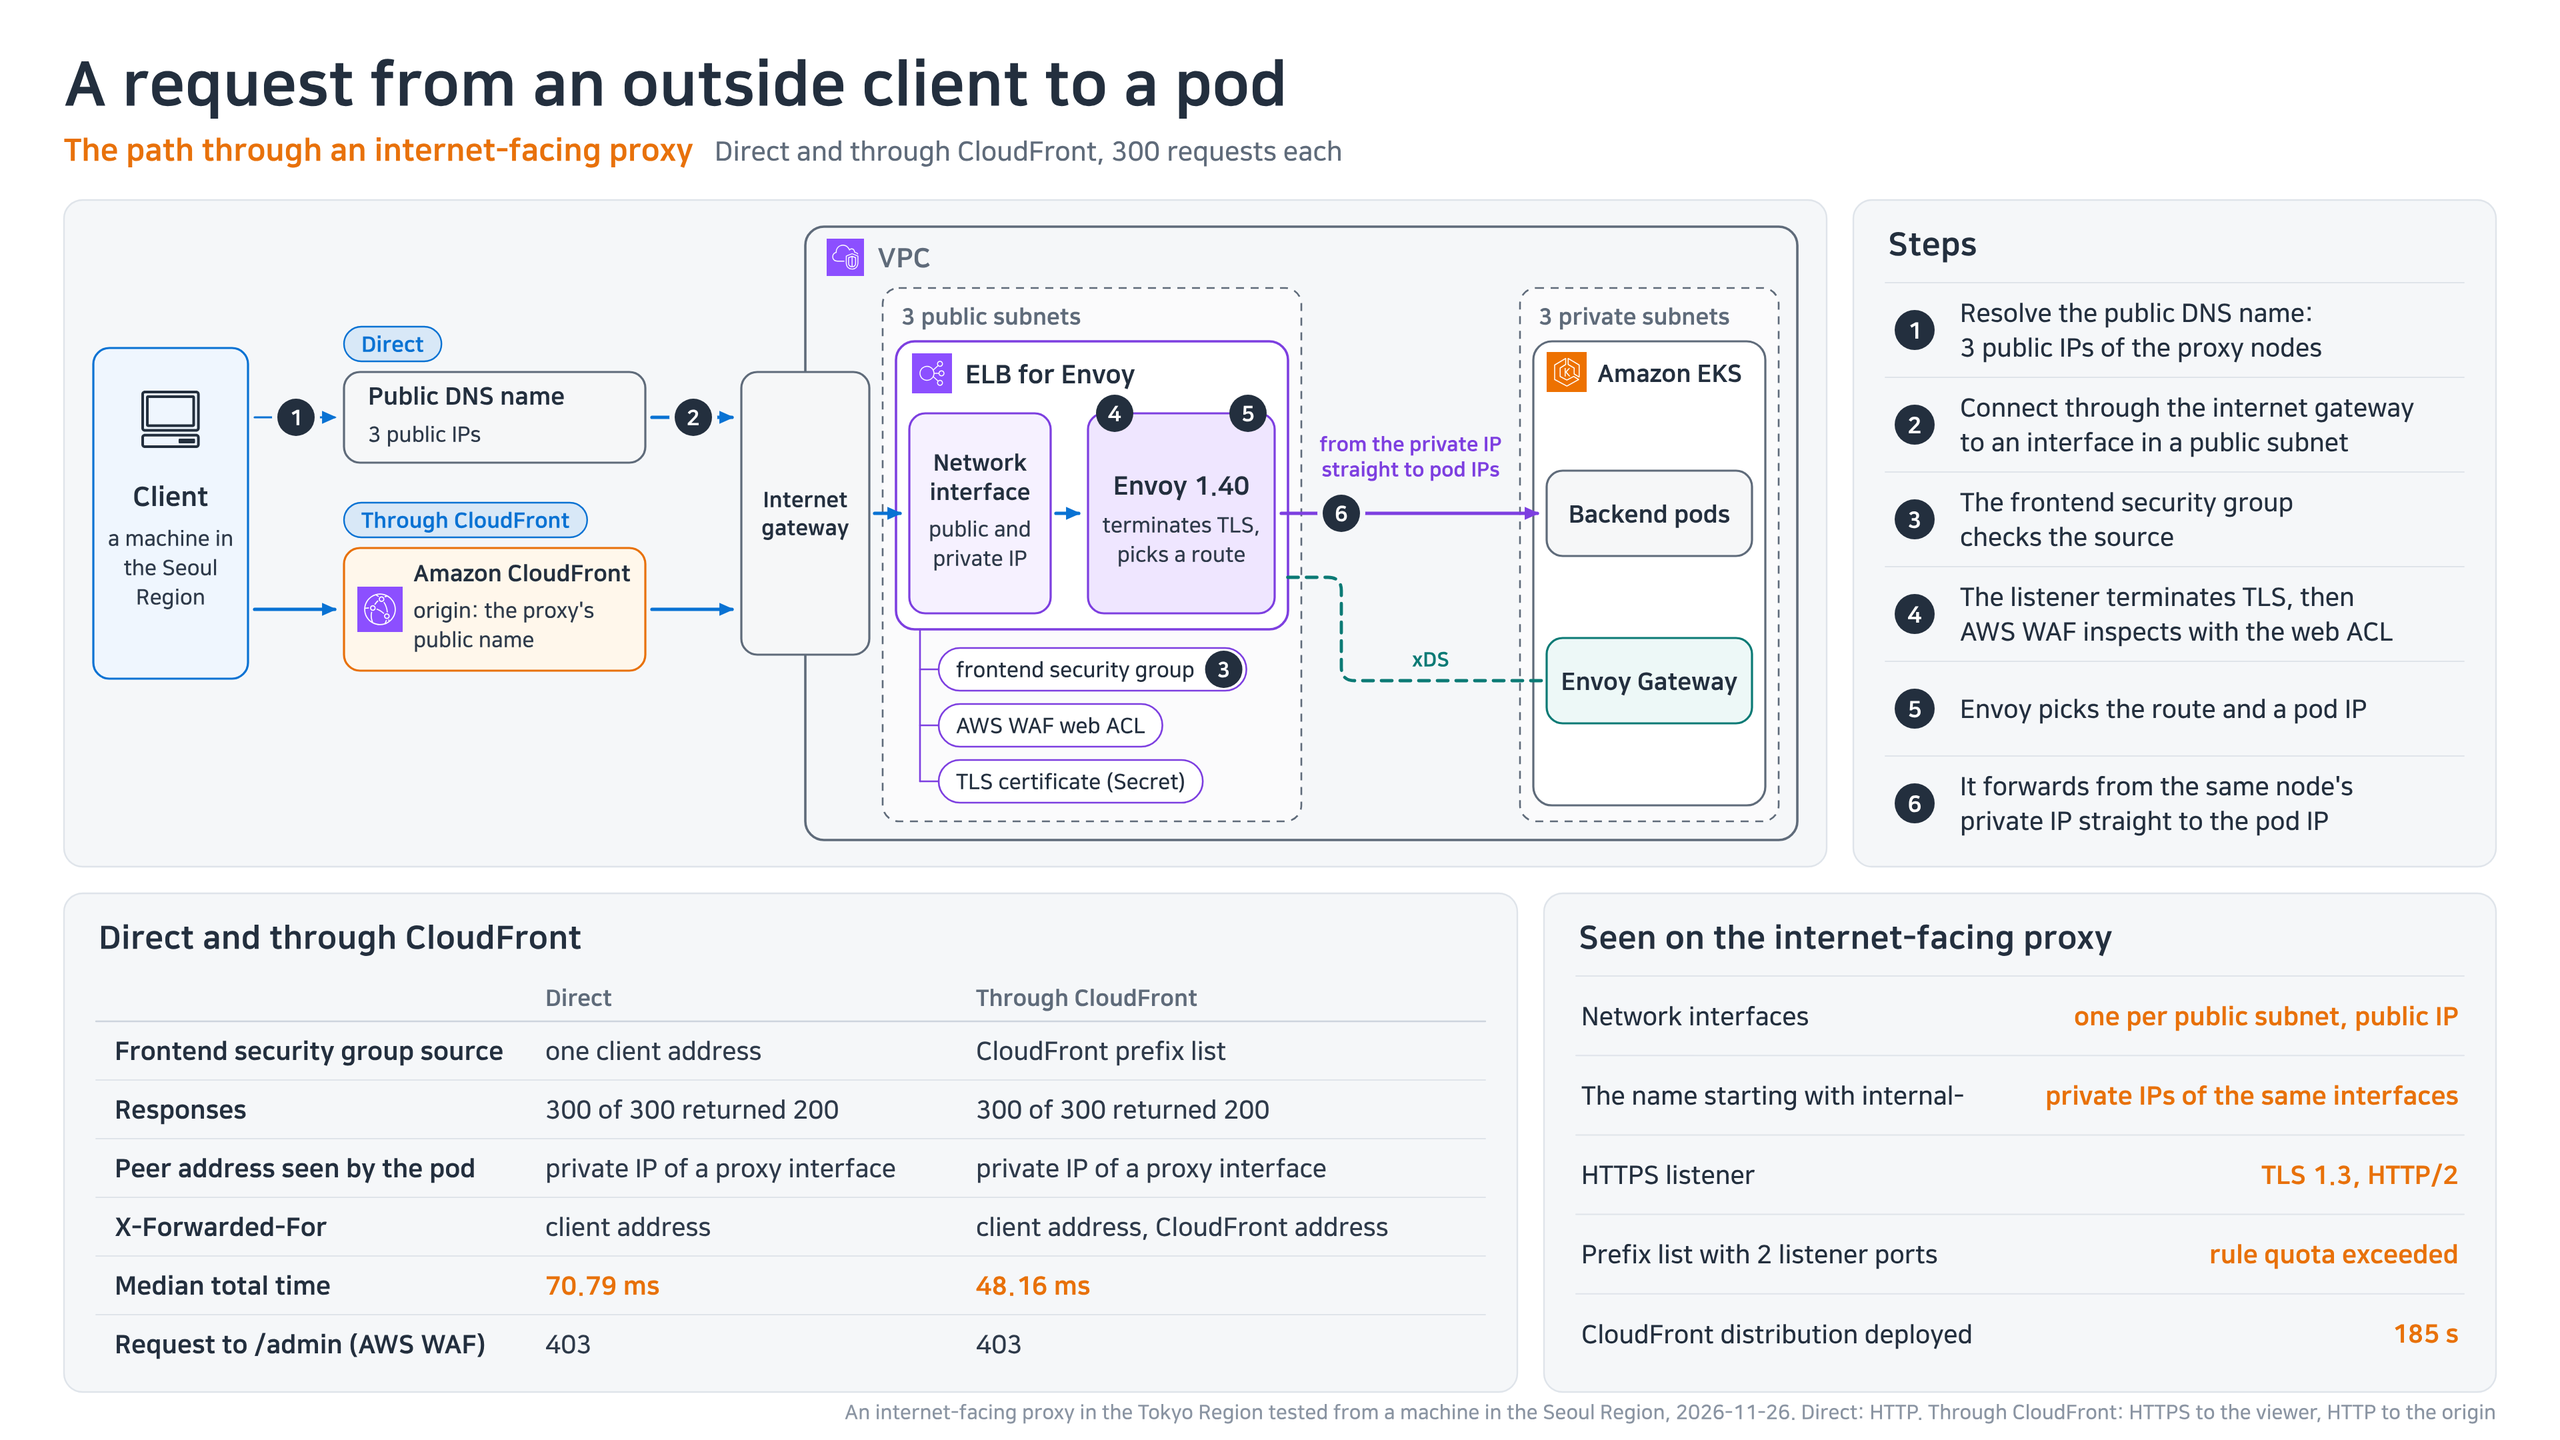 A request from an outside client to a pod
The path through an internet-facing proxy Direct and through CloudFront, 300 requests each
VPC
3 public subnets
3 private subnets
Direct
Public DNS name
3 public IPs
1
2
Client
a machine in
the Seoul
Region
Through CloudFront
Amazon CloudFront
origin: the proxy's
public name
Internet
gateway
ELB for Envoy
Network
interface
public and
private IP
4
5
Envoy 1.40
terminates TLS,
picks a route
frontend security group 3
AWS WAF web ACL
TLS certificate (Secret)
from the private IP
straight to pod IPs
6
xDS
Amazon EKS
Backend pods
Envoy Gateway
Steps
1 Resolve the public DNS name:
3 public IPs of the proxy nodes
2 Connect through the internet gateway
to an interface in a public subnet
3 The frontend security group
checks the source
4 The listener terminates TLS, then
AWS WAF inspects with the web ACL
5 Envoy picks the route and a pod IP
6 It forwards from the same node's
private IP straight to the pod IP
Direct and through CloudFront
Direct Through CloudFront
Frontend security group source one client address CloudFront prefix list
Responses 300 of 300 returned 200 300 of 300 returned 200
Peer address seen by the pod private IP of a proxy interface private IP of a proxy interface
X-Forwarded-For client address client address, CloudFront address
Median total time 70.79 ms 48.16 ms
Request to /admin (AWS WAF) 403 403
Seen on the internet-facing proxy
Network interfaces one per public subnet, public IP
The name starting with internal- private IPs of the same interfaces
HTTPS listener TLS 1.3, HTTP/2
Prefix list with 2 listener ports rule quota exceeded
CloudFront distribution deployed 185 s
An internet-facing proxy in the Tokyo Region tested from a machine in the Seoul Region, 2026-11-26. Direct: HTTP. Through CloudFront: HTTPS to the viewer, HTTP to the origin